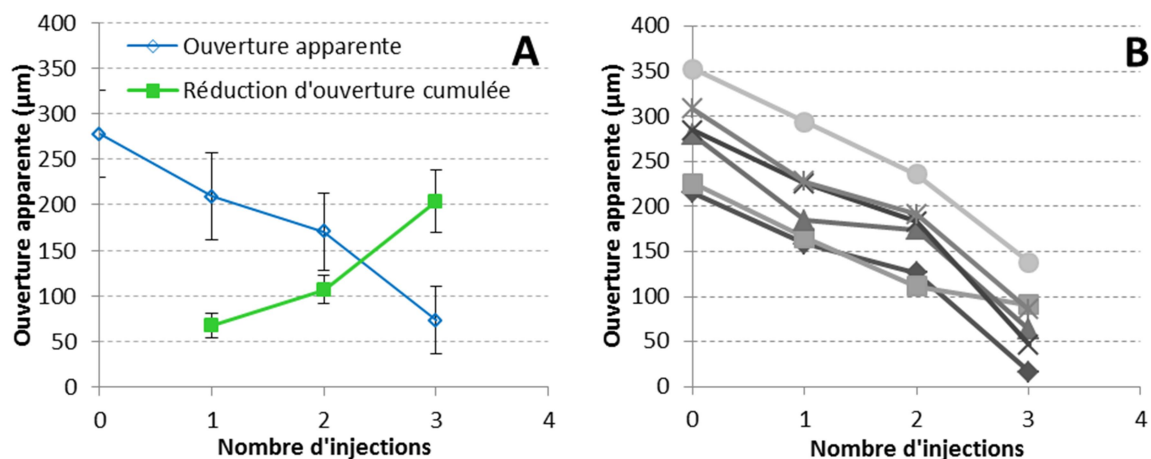 A
Ouverture apparente
Réduction d'ouverture cumulée
Ouverture apparente (µm)
400
350
300
250
200
150
100
50
0
0 1 2 3 4
Nombre d'injections
B
Ouverture apparente (µm)
400
350
300
250
200
150
100
50
0
0 1 2 3 4
Nombre d'injections